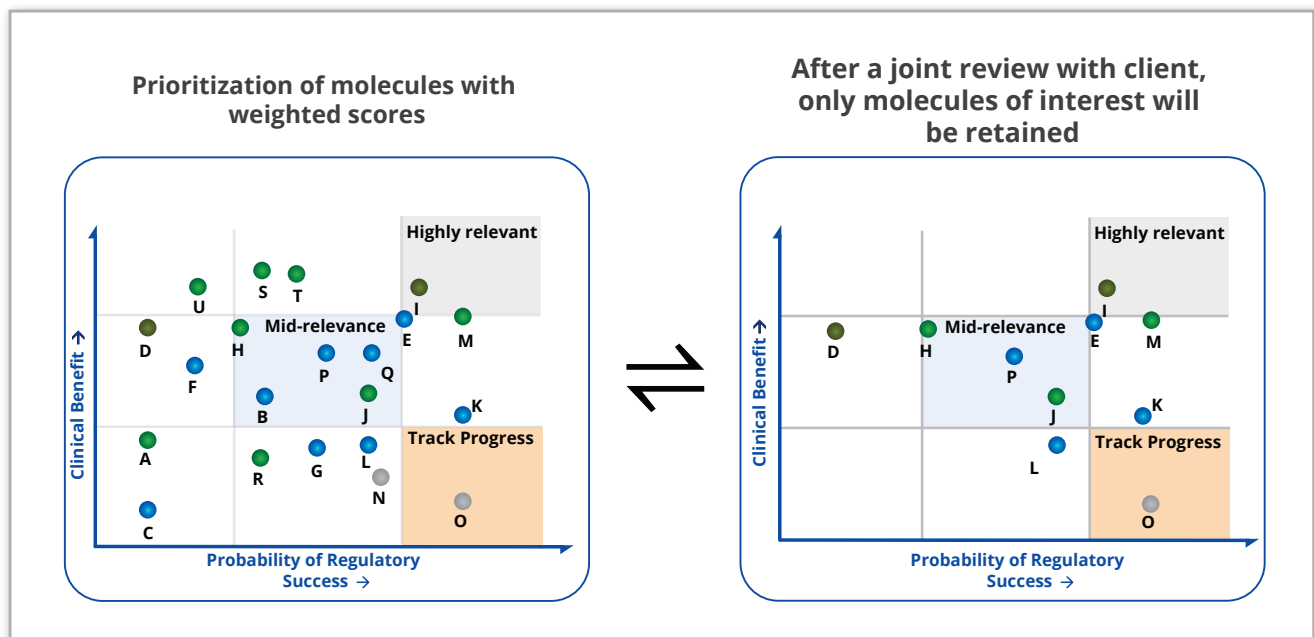 Prioritization of molecules with
weighted scores
Highly relevant
S
T
U
I
Mid-relevance
E
M
D
H
F
P
Q
B
J
K
Track Progress
A
R
G
L
N
C
O
Clinical Benefit →
Probability of Regulatory
Success →
After a joint review with client,
only molecules of interest will
be retained
Highly relevant
I
Mid-relevance
E
M
D
H
P
J
K
Track Progress
L
O
Clinical Benefit →
Probability of Regulatory
Success →